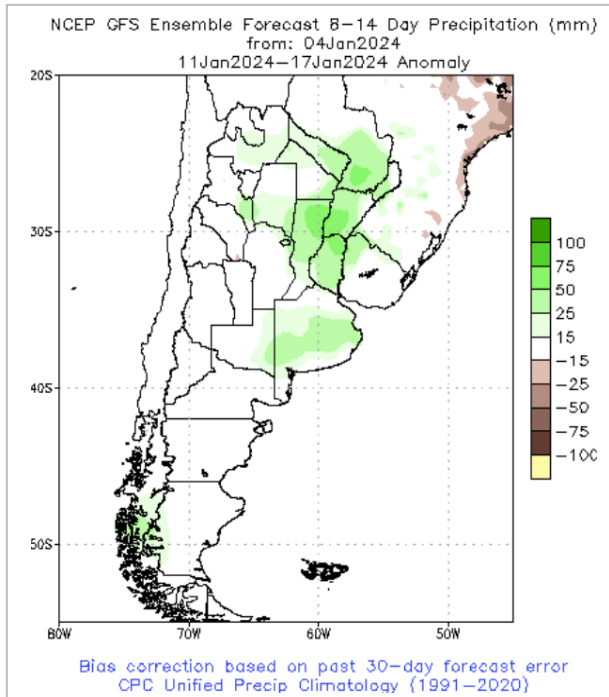 NCEP GFS Ensemble Forecast 8-14 Day Precipitation (mm)
from: 04Jan2024
11Jan2024-17Jan2024 Anomaly
20S
30S
40S
50S
80W
70W
60W
50W
100
75
50
25
15
-15
-25
-50
-75
-100
Bias correction based on past 30-day forecast error
CPC Unified Precip Climatology (1991-2020)